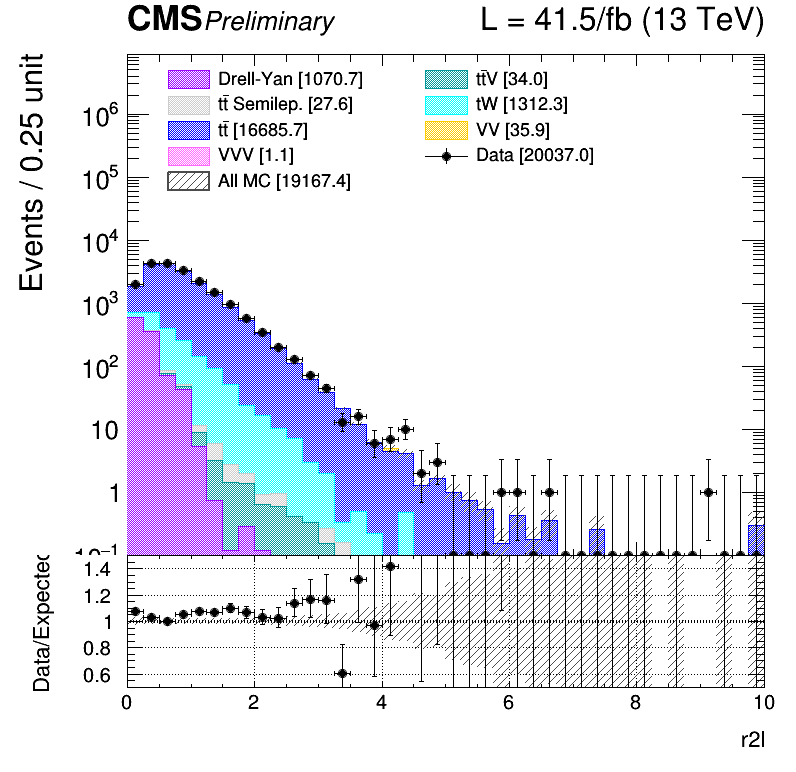 CMS Preliminary L = 41.5/fb (13 TeV)
Events / 0.25 unit
Drell-Yan [1070.7]
tt̄ Semilep. [27.6]
tt̄ [16685.7]
VVV [1.1]
All MC [19167.4]
tt̄V [34.0]
tW [1312.3]
VV [35.9]
Data [20037.0]
10⁶
10⁵
10⁴
10³
10²
10
1
10⁻¹
Data/Expected
1.4
1.2
1
0.8
0.6
0 2 4 6 8 10
r2l